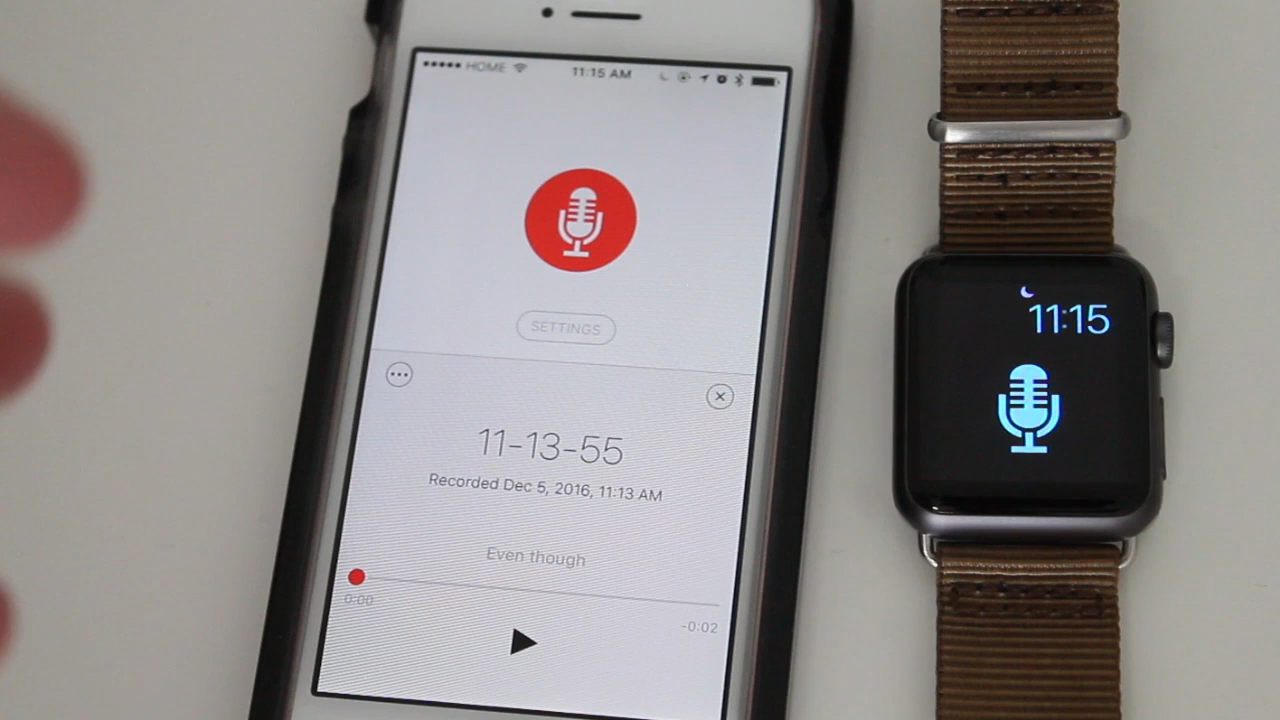 HOME 11:15 AM
SETTINGS
11-13-55
Recorded Dec 5, 2016, 11:13 AM
Even though
0:00 -0:02
11:15